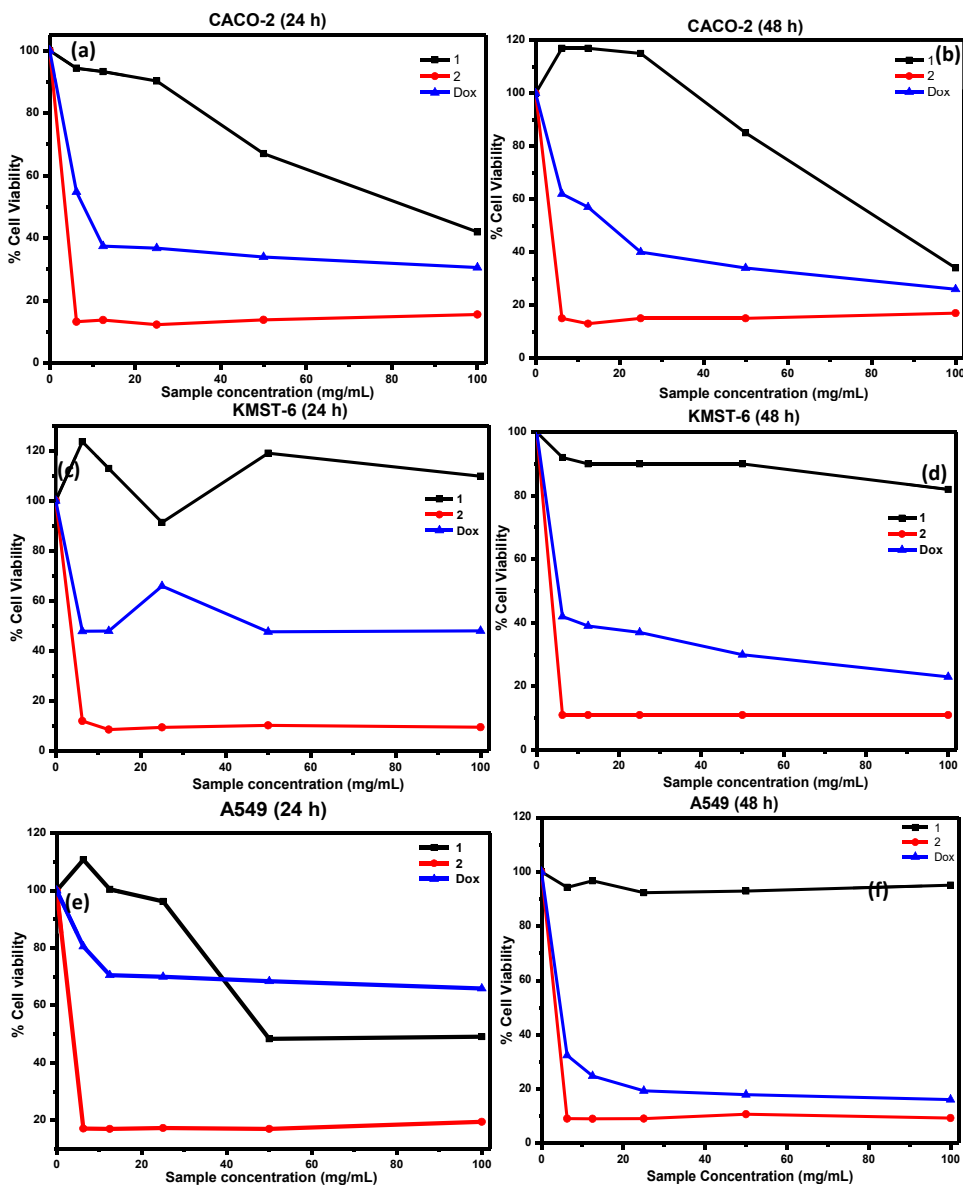 CACO-2 (24 h)
(a)
1
2
Dox
% Cell Viability
100
80
60
40
20
0
0 20 40 60 80 100
Sample concentration (mg/mL)
CACO-2 (48 h)
(b)
1
2
Dox
% Cell Viability
120
100
80
60
40
20
0
0 20 40 60 80 100
Sample concentration (mg/mL)
KMST-6 (24 h)
(c)
1
2
Dox
% Cell Viability
120
100
80
60
40
20
0
0 20 40 60 80 100
Sample concentration (mg/mL)
KMST-6 (48 h)
(d)
1
2
Dox
% Cell Viability
100
80
60
40
20
0
0 20 40 60 80 100
Sample concentration (mg/mL)
A549 (24 h)
(e)
1
2
Dox
% Cell viability
120
100
80
60
40
20
0 20 40 60 80 100
Sample concentration (mg/mL)
A549 (48 h)
(f)
1
2
Dox
% Cell Viability
120
100
80
60
40
20
0
0 20 40 60 80 100
Sample Concentration (mg/mL)